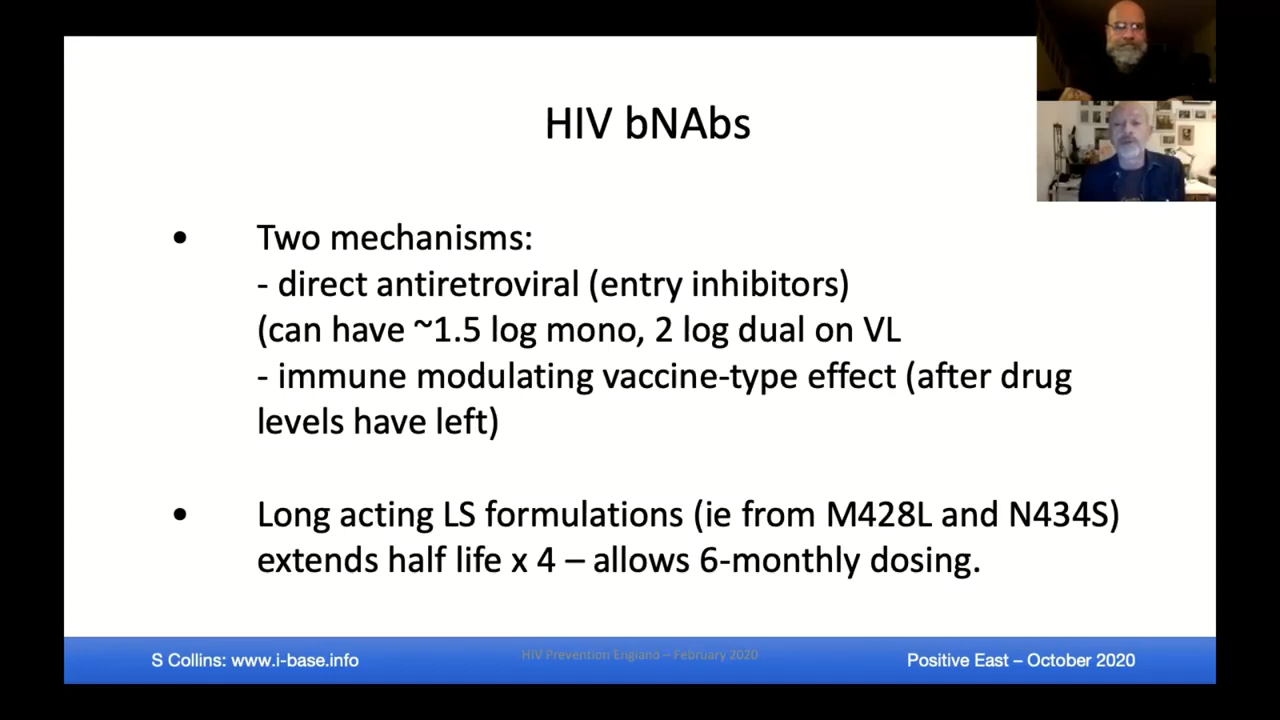 HIV bNAbs
• Two mechanisms:
- direct antiretroviral (entry inhibitors)
(can have ~1.5 log mono, 2 log dual on VL
- immune modulating vaccine-type effect (after drug
levels have left)
• Long acting LS formulations (ie from M428L and N434S)
extends half life x 4 – allows 6-monthly dosing.
S Collins: www.i-base.info
HIV Prevention England – February 2020
Positive East – October 2020